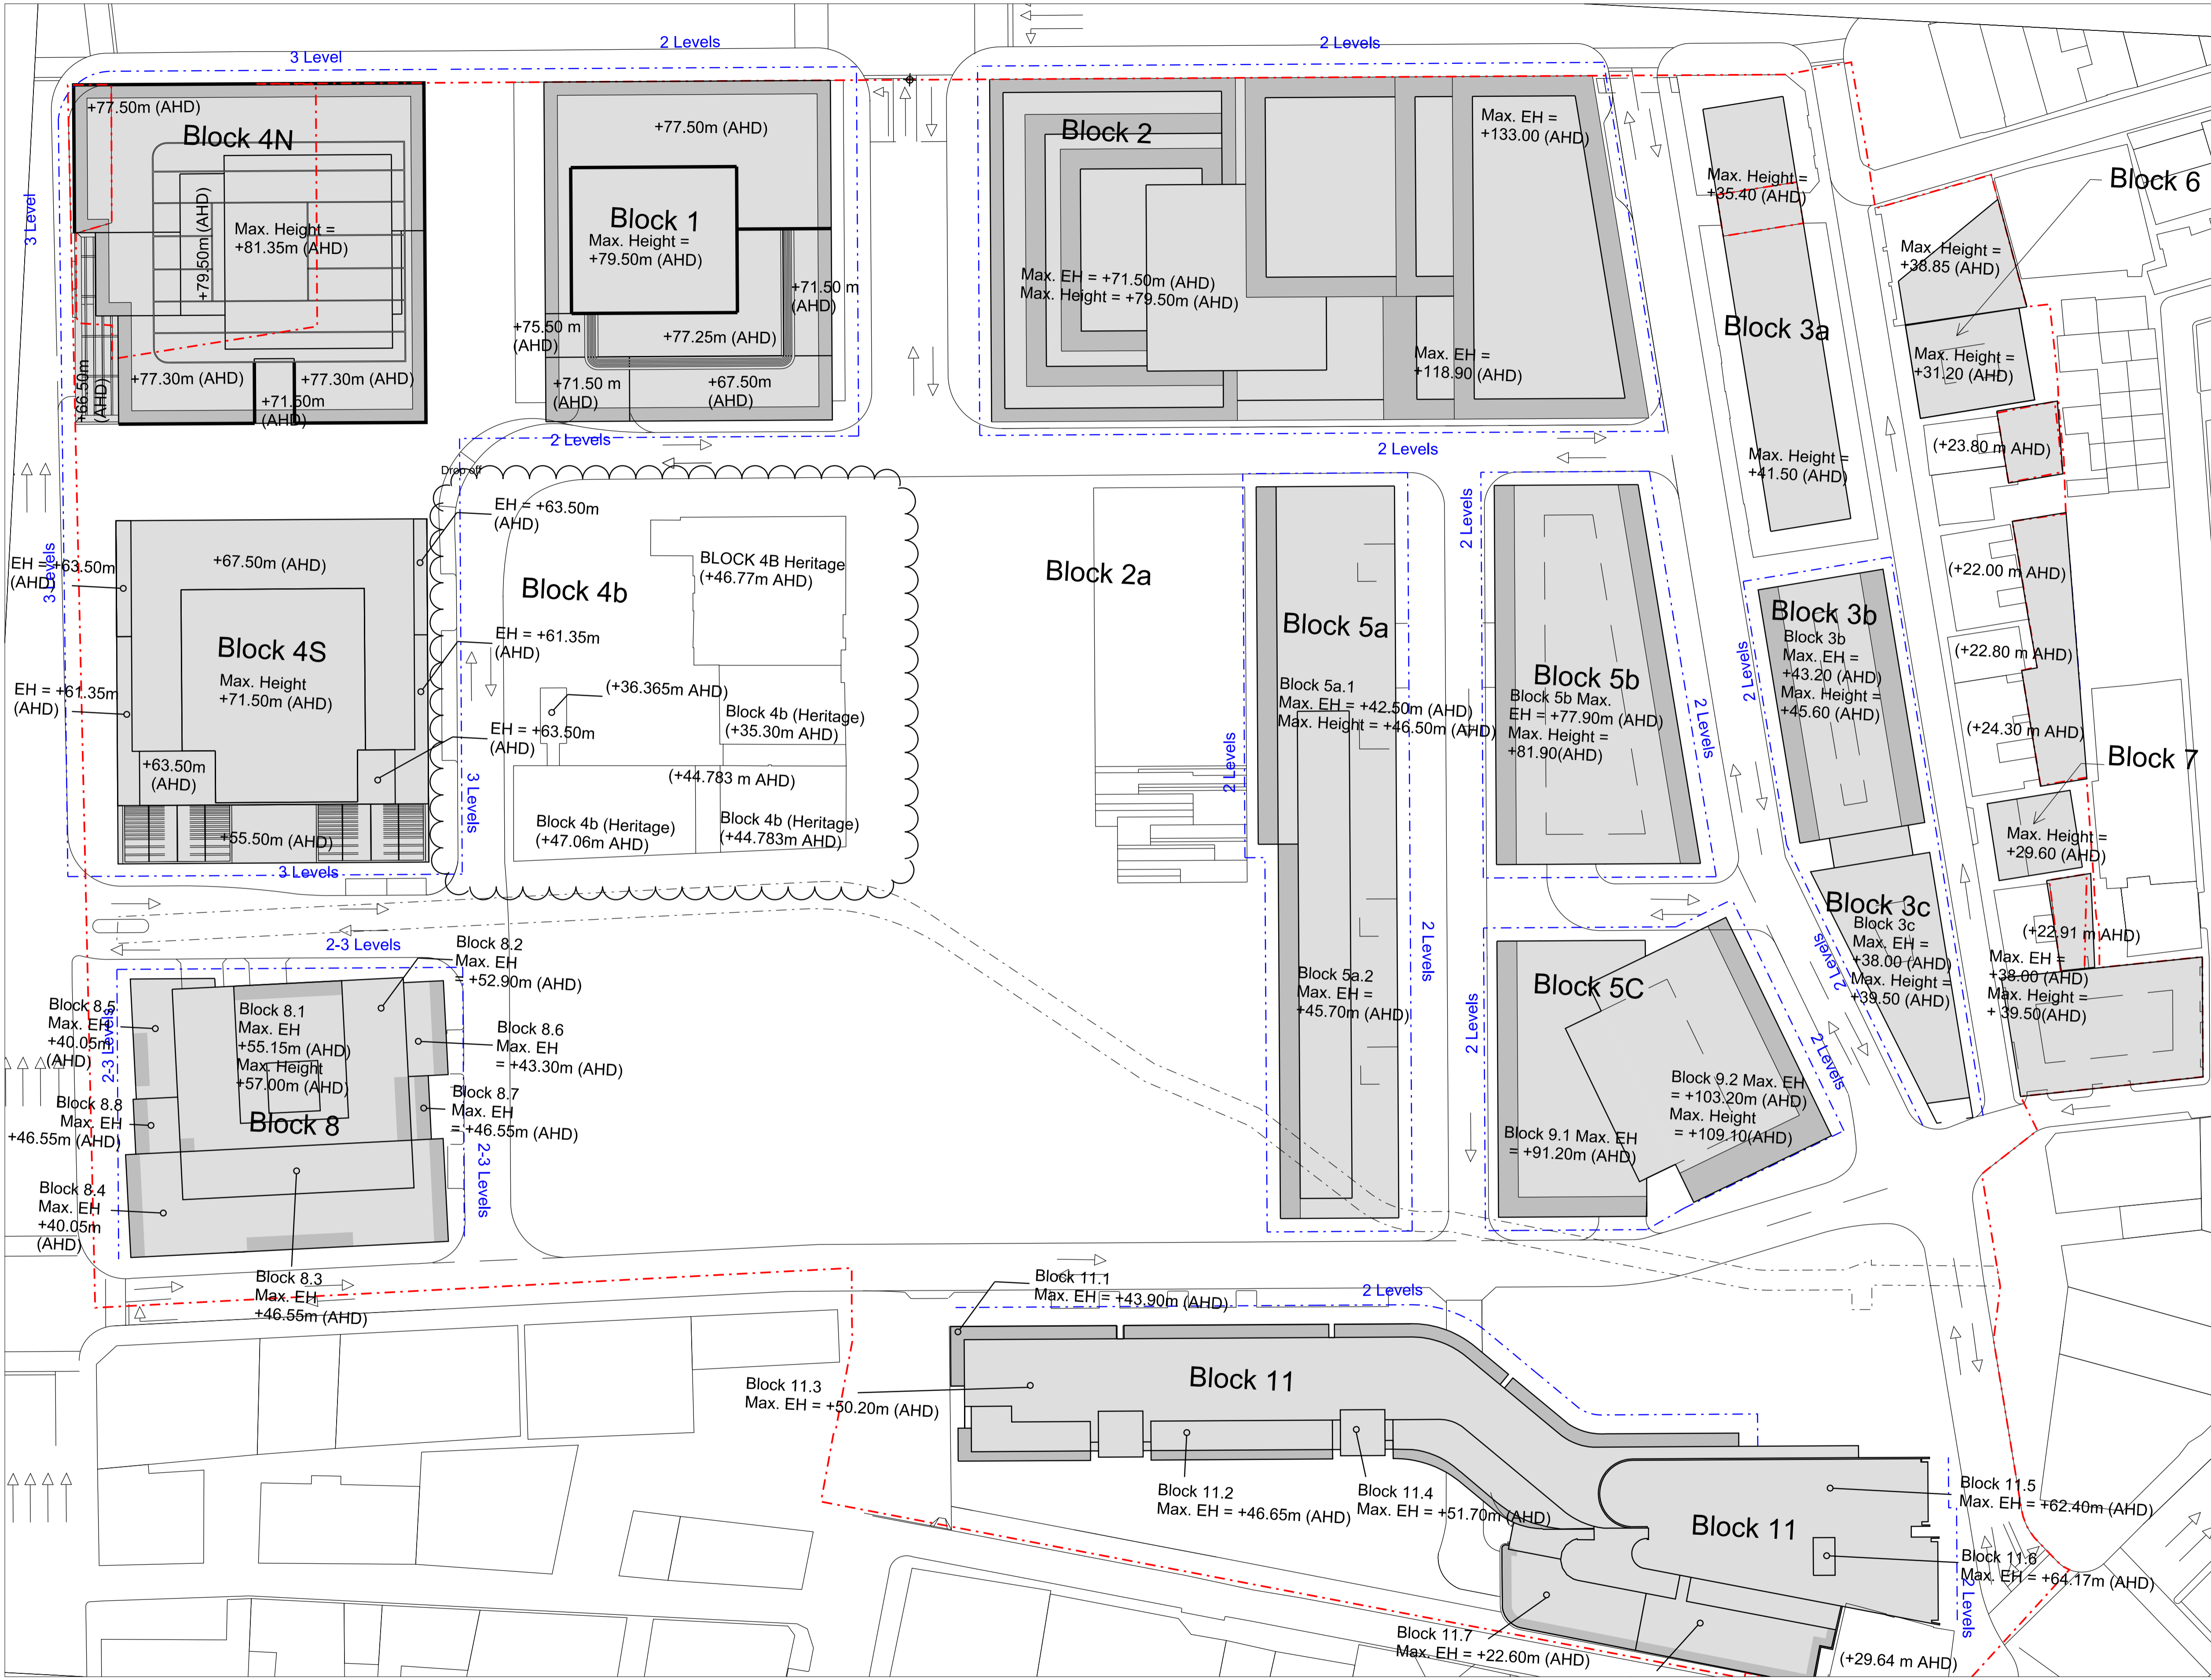 3 Level
2 Levels
2 Levels
+77.50m (AHD)
Block 4N
+79.50m (AHD)
Max. Height =
+81.35m (AHD)
3 Level
+66.50m
(AHD)
+77.30m (AHD)
+71.50m
(AHD)
+77.30m (AHD)
+77.50m (AHD)
Block 1
Max. Height =
+79.50m (AHD)
+71.50 m
(AHD)
+75.50 m
(AHD)
+77.25m (AHD)
+71.50 m
(AHD)
+67.50m
(AHD)
2 Levels
Block 2
Max. EH = +71.50m (AHD)
Max. Height = +79.50m (AHD)
Max. EH =
+133.00 (AHD)
Max. EH =
+118.90 (AHD)
2 Levels
Max. Height =
+35.40 (AHD)
Block 3a
Max. Height =
+41.50 (AHD)
Block 6
Max. Height =
+38.85 (AHD)
Max. Height =
+31.20 (AHD)
(+23.80 m AHD)
(+22.00 m AHD)
(+22.80 m AHD)
(+24.30 m AHD)
Block 7
Max. Height =
+29.60 (AHD)
(+22.91 m AHD)
Max. EH =
+38.00 (AHD)
Max. Height =
+ 39.50(AHD)
Drop off
EH = +63.50m
(AHD)
EH = +63.50m
(AHD)
3 Levels
+67.50m (AHD)
Block 4S
Max. Height
+71.50m (AHD)
EH = +61.35m
(AHD)
EH = +61.35m
(AHD)
EH = +63.50m
(AHD)
+63.50m
(AHD)
+55.50m (AHD)
3 Levels
3 Levels
Block 4b
BLOCK 4B Heritage
(+46.77m AHD)
(+36.365m AHD)
Block 4b (Heritage)
(+35.30m AHD)
(+44.783 m AHD)
Block 4b (Heritage)
(+47.06m AHD)
Block 4b (Heritage)
(+44.783m AHD)
Block 2a
Block 5a
Block 5a.1
Max. EH = +42.50m (AHD)
Max. Height = +46.50m (AHD)
2 Levels
Block 5a.2
Max. EH =
+45.70m (AHD)
2 Levels
2 Levels
Block 5b
Block 5b Max.
EH = +77.90m (AHD)
Max. Height =
+81.90(AHD)
2 Levels
2 Levels
Block 3b
Block 3b
Max. EH =
+43.20 (AHD)
Max. Height =
+45.60 (AHD)
Block 3c
Block 3c
Max. EH =
+38.00 (AHD)
Max. Height =
+39.50 (AHD)
2 Levels
Block 5C
2 Levels
Block 9.1 Max. EH
= +91.20m (AHD)
Block 9.2 Max. EH
= +103.20m (AHD)
Max. Height
= +109.10(AHD)
2 Levels
2-3 Levels
Block 8.2
Max. EH
= +52.90m (AHD)
Block 8.5
Max. EH
+40.05m
(AHD)
2-3 Levels
Block 8.1
Max. EH
+55.15m (AHD)
Max. Height
+57.00m (AHD)
Block 8
Block 8.6
Max. EH
= +43.30m (AHD)
Block 8.7
Max. EH
= +46.55m (AHD)
Block 8.8
Max. EH
+46.55m (AHD)
2-3 Levels
Block 8.4
Max. EH
+40.05m
(AHD)
Block 8.3
Max. EH
+46.55m (AHD)
Block 11.1
Max. EH = +43.90m (AHD)
2 Levels
Block 11.3
Max. EH = +50.20m (AHD)
Block 11
Block 11.2
Max. EH = +46.65m (AHD)
Block 11.4
Max. EH = +51.70m (AHD)
Block 11.5
Max. EH = +62.40m (AHD)
Block 11
Block 11.6
Max. EH = +64.17m (AHD)
2 Levels
Block 11.7
Max. EH = +22.60m (AHD)
(+29.64 m AHD)